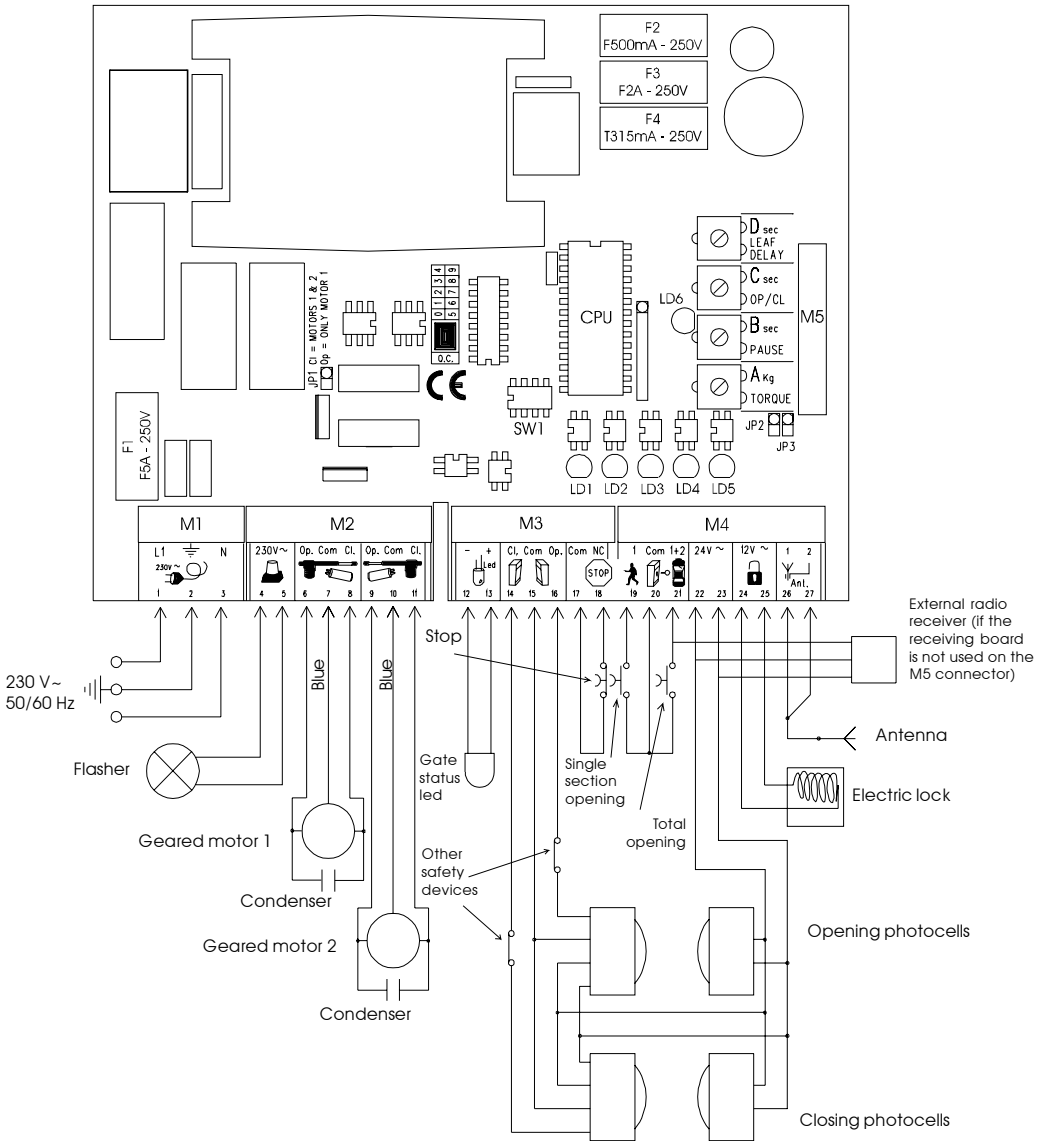 F2
F500mA - 250V
F3
F2A - 250V
F4
T315mA - 250V
D sec
LEAF
DELAY
C sec
OP/CL
B sec
PAUSE
A Kg
TORQUE
M5
LD6
CPU
JP1 Cl = MOTORS 1 & 2
Op = ONLY MOTOR 1
0 1 2 3 4
5 6 7 8 9
Q.C.
CE
SW1
JP2
JP3
F1
F5A - 250V
LD1 LD2 LD3 LD4 LD5
M1 M2 M3 M4
L1 N
230V ~
230V ~
Op. Com Cl. Op. Com Cl.
- +
Led
Cl. Com Op. Com NC
STOP
1 Com 1+2 24V ~ 12V ~ 1 2
Ant.
1 2 3 4 5 6 7 8 9 10 11 12 13 14 15 16 17 18 19 20 21 22 23 24 25 26 27
External radio
receiver (if the
receiving board
is not used on the
M5 connector)
Stop
Blue
Blue
230 V~
50/60 Hz
Antenna
Flasher
Gate
status
led
Single
section
opening
Electric lock
Total
opening
Geared motor 1
Other
safety
devices
Condenser
Geared motor 2
Opening photocells
Condenser
Closing photocells